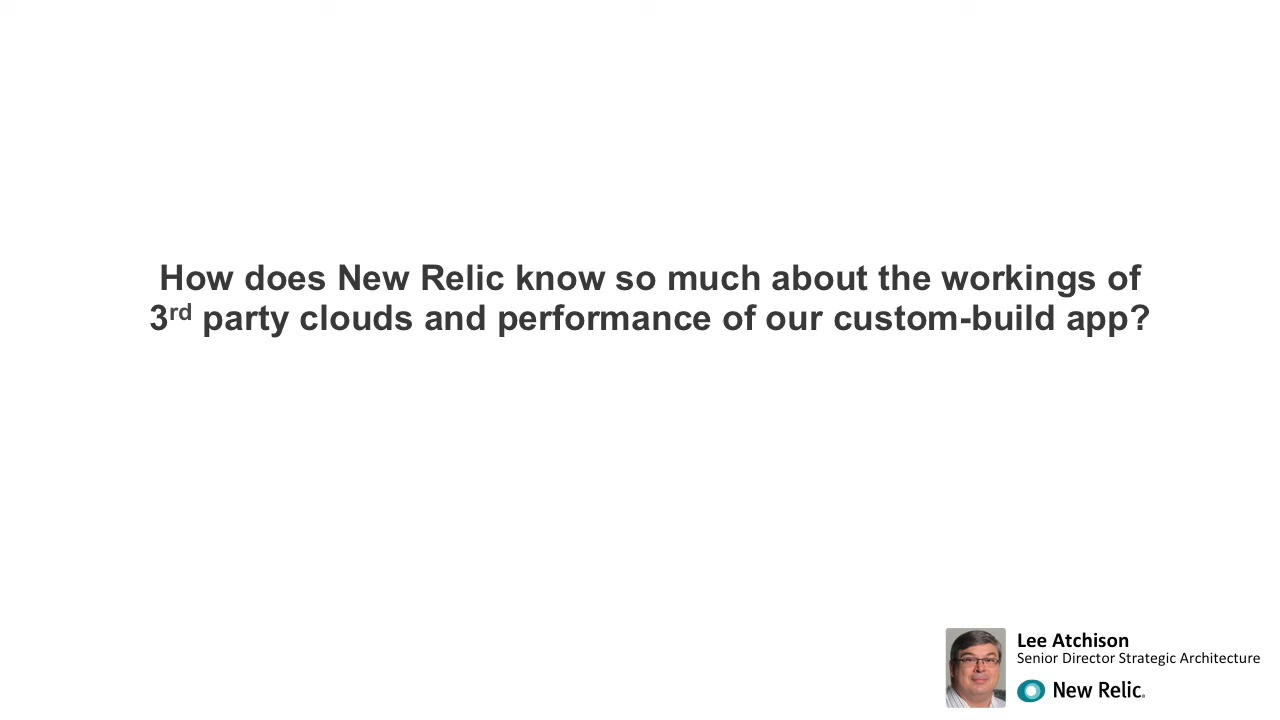 How does New Relic know so much about the workings of
3rd party clouds and performance of our custom-build app?
Lee Atchison
Senior Director Strategic Architecture
New Relic.